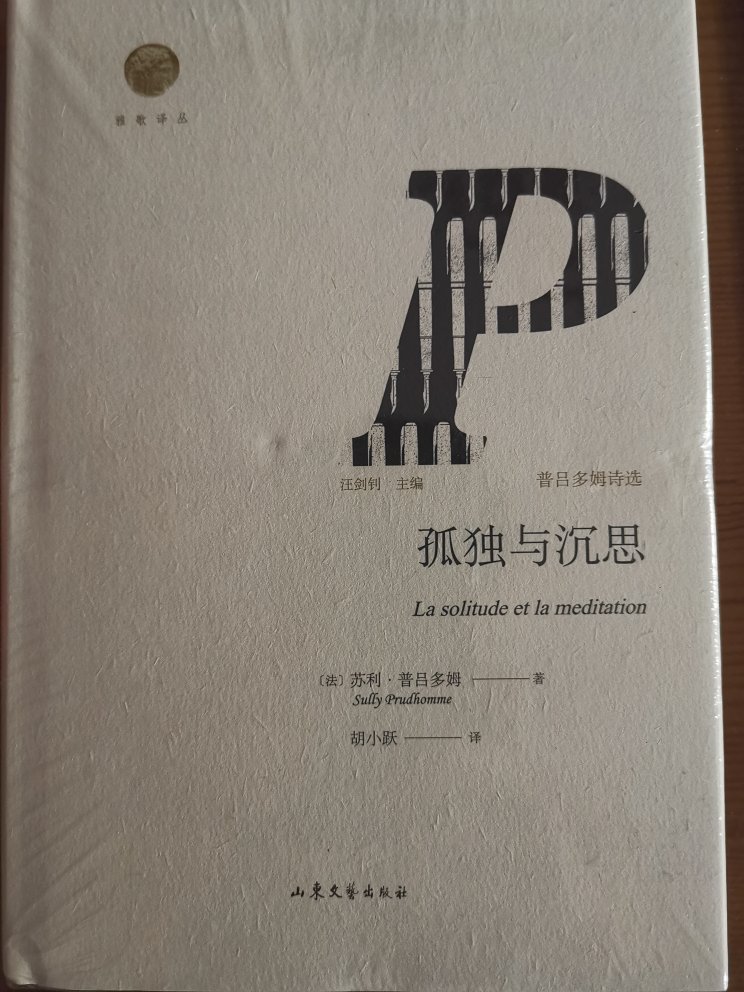 雅歌译丛
P
汪剑钊 主编 普吕多姆诗选
孤独与沉思
La solitude et la meditation
〔法〕苏利·普吕多姆 著
Sully Prudhomme
胡小跃 译
山东文艺出版社